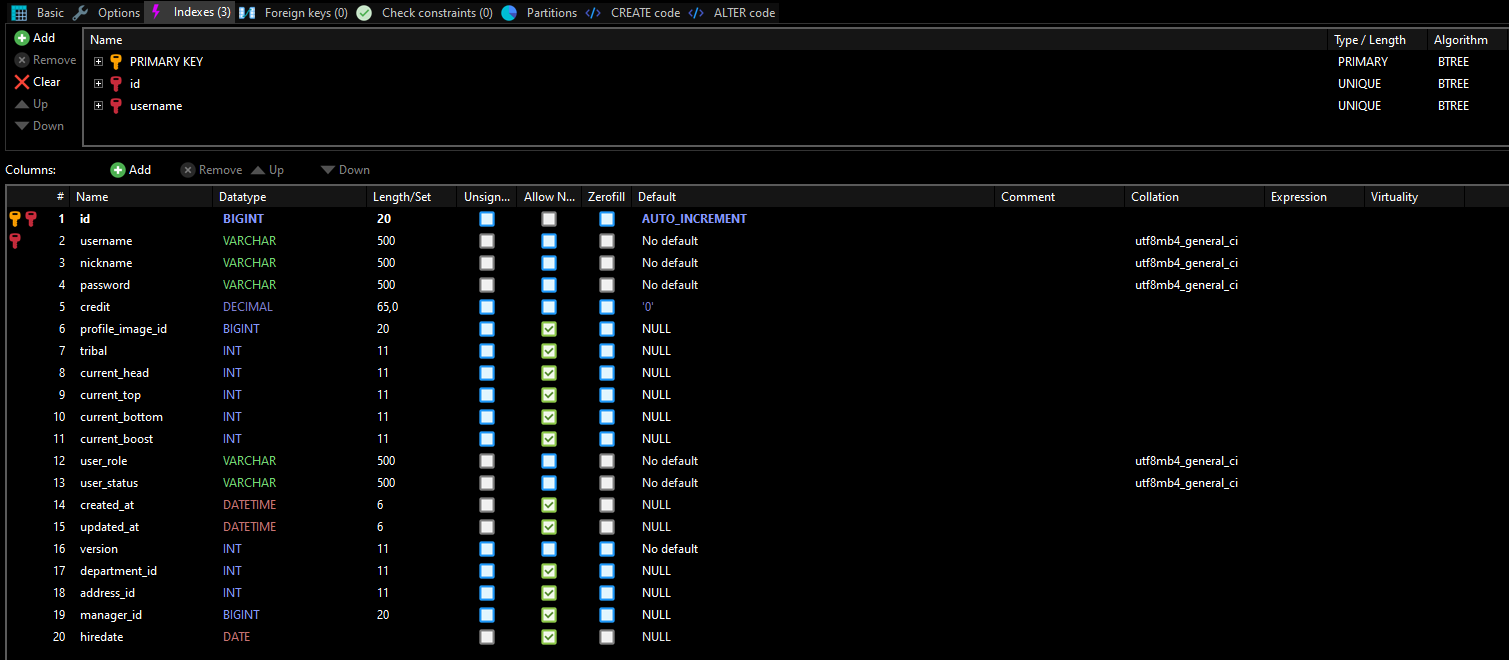 Basic Options Indexes (3) Foreign keys (0) Check constraints (0) Partitions CREATE code ALTER code
Add
Remove
Clear
Up
Down
Name Type / Length Algorithm
PRIMARY KEY PRIMARY BTREE
id UNIQUE BTREE
username UNIQUE BTREE
Columns: Add Remove Up Down
# Name Datatype Length/Set Unsign... Allow N... Zerofill Default Comment Collation Expression Virtuality
1 id BIGINT 20 AUTO_INCREMENT
2 username VARCHAR 500 No default utf8mb4_general_ci
3 nickname VARCHAR 500 No default utf8mb4_general_ci
4 password VARCHAR 500 No default utf8mb4_general_ci
5 credit DECIMAL 65,0 '0'
6 profile_image_id BIGINT 20 NULL
7 tribal INT 11 NULL
8 current_head INT 11 NULL
9 current_top INT 11 NULL
10 current_bottom INT 11 NULL
11 current_boost INT 11 NULL
12 user_role VARCHAR 500 No default utf8mb4_general_ci
13 user_status VARCHAR 500 No default utf8mb4_general_ci
14 created_at DATETIME 6 NULL
15 updated_at DATETIME 6 NULL
16 version INT 11 No default
17 department_id INT 11 NULL
18 address_id INT 11 NULL
19 manager_id BIGINT 20 NULL
20 hiredate DATE NULL